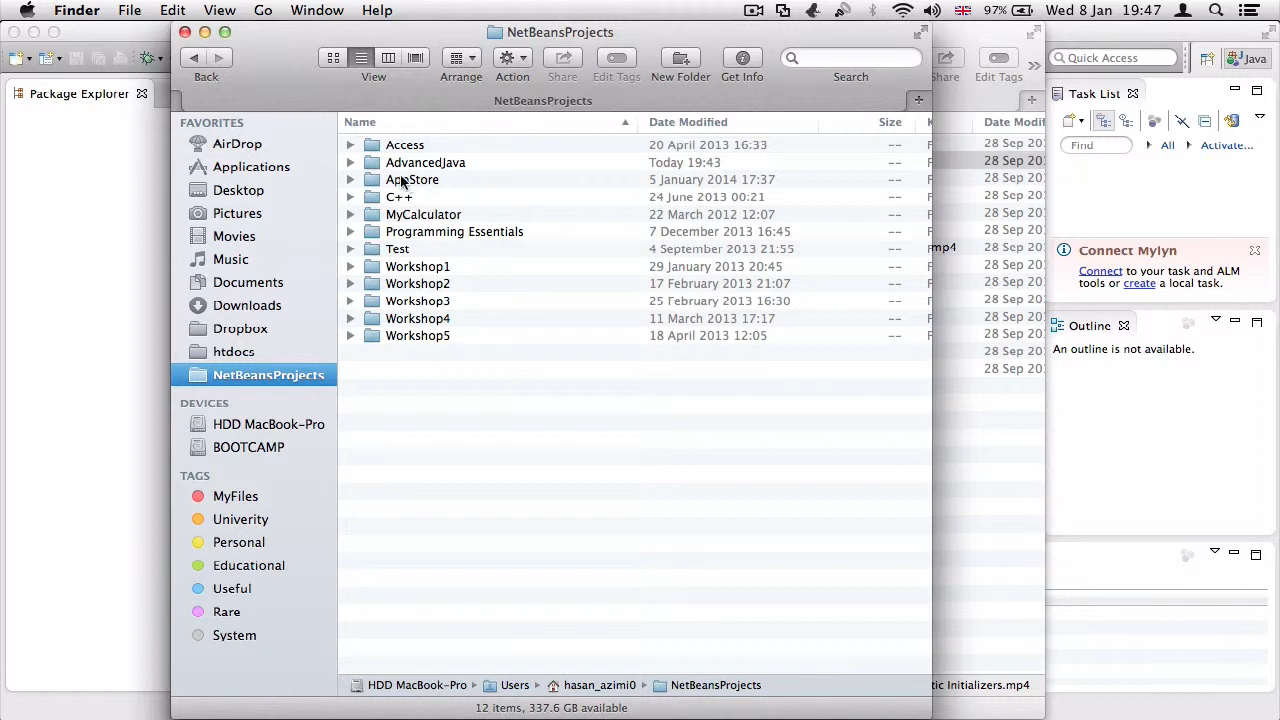 Finder File Edit View Go Window Help 97% Wed 8 Jan 19:47
NetBeansProjects
Back View Arrange Action Share Edit Tags New Folder Get Info Search
Share Edit Tags
Quick Access Java
NetBeansProjects
Package Explorer
Task List
Find All Activate...
Connect Mylyn
Connect to your task and ALM
tools or create a local task.
Outline
An outline is not available.
FAVORITES
AirDrop
Applications
Desktop
Pictures
Movies
Music
Documents
Downloads
Dropbox
htdocs
NetBeansProjects
DEVICES
HDD MacBook-Pro
BOOTCAMP
TAGS
MyFiles
Univerity
Personal
Educational
Useful
Rare
System
Name Date Modified Size
Access 20 April 2013 16:33 --
AdvancedJava Today 19:43 --
AppStore 5 January 2014 17:37 --
C++ 24 June 2013 00:21 --
MyCalculator 22 March 2012 12:07 --
Programming Essentials 7 December 2013 16:45 --
Test 4 September 2013 21:55 --
Workshop1 29 January 2013 20:45 --
Workshop2 17 February 2013 21:07 --
Workshop3 25 February 2013 16:30 --
Workshop4 11 March 2013 17:17 --
Workshop5 18 April 2013 12:05 --
Date Modif
28 Sep 20
28 Sep 20
28 Sep 20
28 Sep 20
28 Sep 20
28 Sep 20
mp4 28 Sep 20
28 Sep 20
28 Sep 20
28 Sep 20
28 Sep 20
28 Sep 20
28 Sep 20
28 Sep 20
HDD MacBook-Pro Users hasan_azimi0 NetBeansProjects
tic Initializers.mp4
12 items, 337.6 GB available